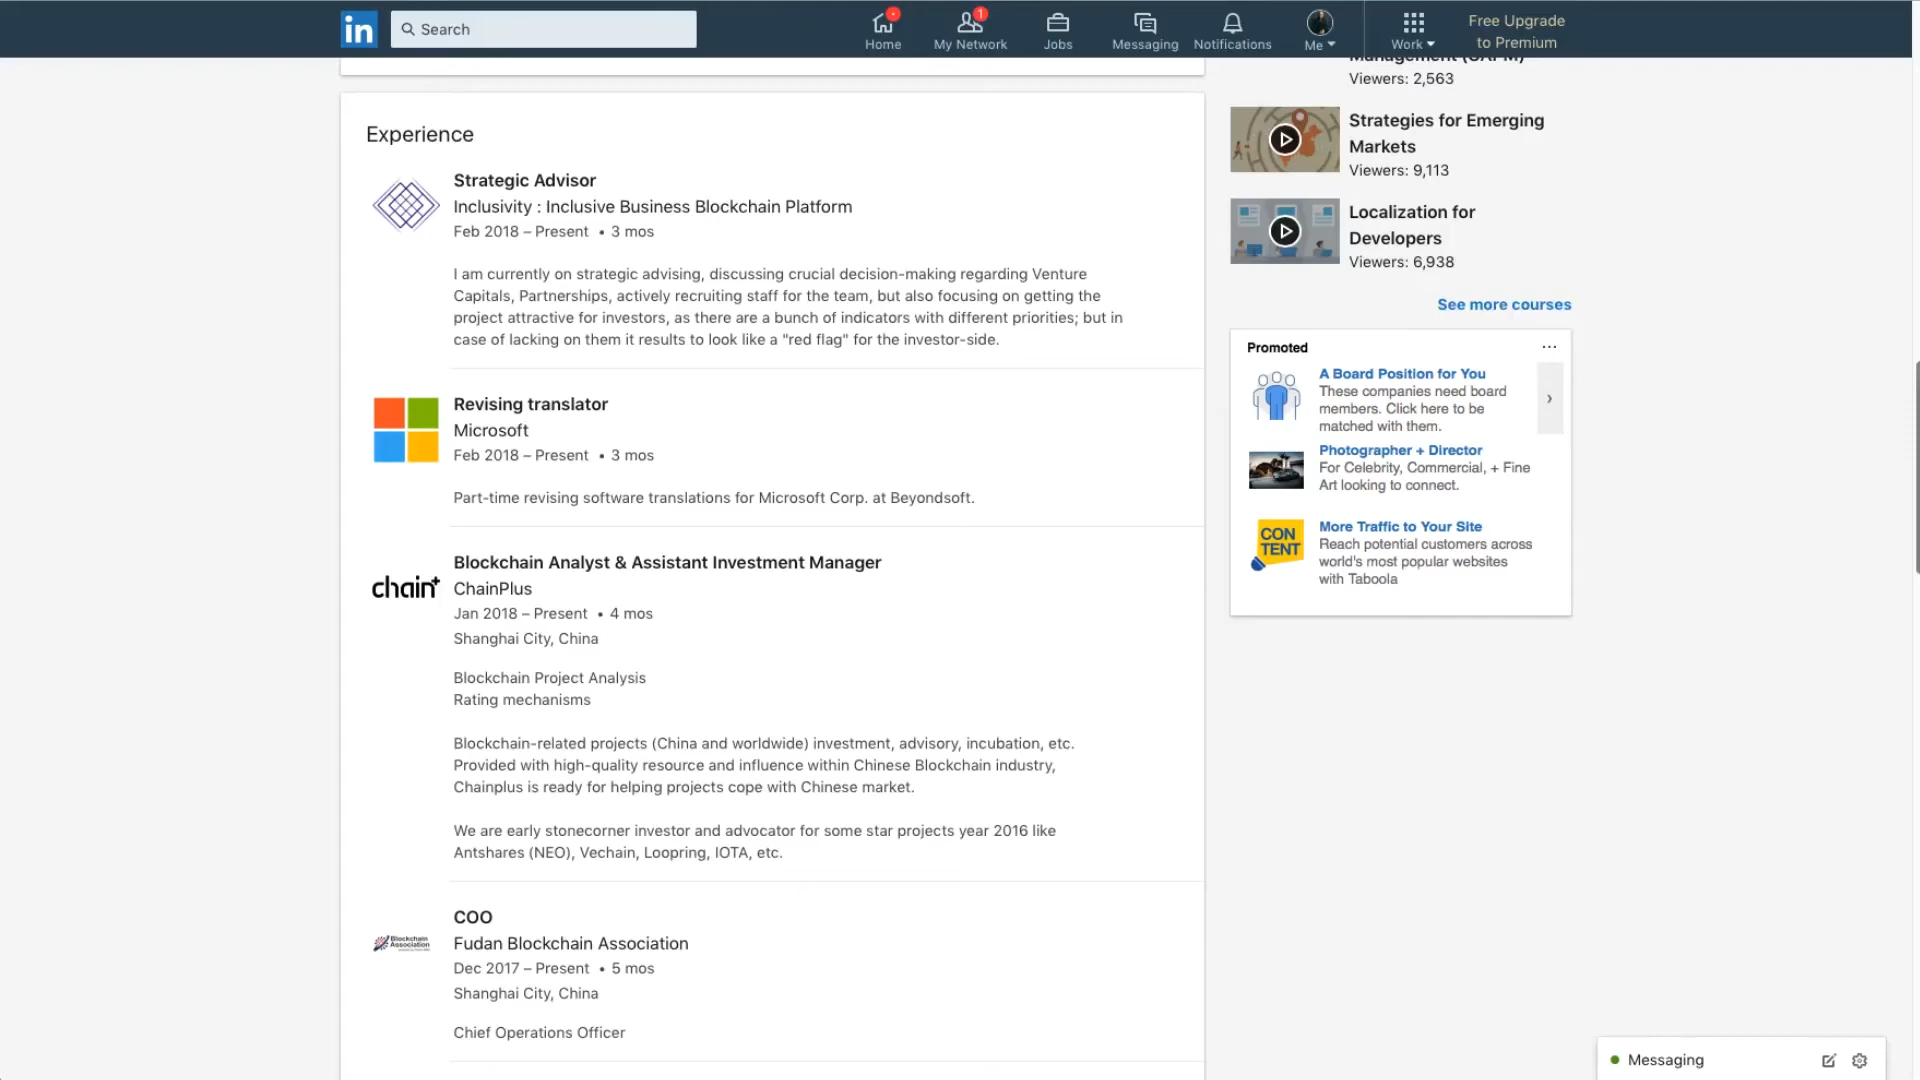 in
Search
Home
1
My Network
Jobs
Messaging
Notifications
Me
Work
Free Upgrade
to Premium
Management (CAPM)
Viewers: 2,563
Strategies for Emerging
Markets
Viewers: 9,113
Localization for
Developers
Viewers: 6,938
See more courses
Experience
Strategic Advisor
Inclusivity : Inclusive Business Blockchain Platform
Feb 2018 – Present • 3 mos
I am currently on strategic advising, discussing crucial decision-making regarding Venture
Capitals, Partnerships, actively recruiting staff for the team, but also focusing on getting the
project attractive for investors, as there are a bunch of indicators with different priorities; but in
case of lacking on them it results to look like a "red flag" for the investor-side.
Revising translator
Microsoft
Feb 2018 – Present • 3 mos
Part-time revising software translations for Microsoft Corp. at Beyondsoft.
chain+
Blockchain Analyst & Assistant Investment Manager
ChainPlus
Jan 2018 – Present • 4 mos
Shanghai City, China
Blockchain Project Analysis
Rating mechanisms
Blockchain-related projects (China and worldwide) investment, advisory, incubation, etc.
Provided with high-quality resource and influence within Chinese Blockchain industry,
Chainplus is ready for helping projects cope with Chinese market.
We are early stonecorner investor and advocator for some star projects year 2016 like
Antshares (NEO), Vechain, Loopring, IOTA, etc.
Blockchain
Association
COO
Fudan Blockchain Association
Dec 2017 – Present • 5 mos
Shanghai City, China
Chief Operations Officer
Promoted
A Board Position for You
These companies need board
members. Click here to be
matched with them.
Photographer + Director
For Celebrity, Commercial, + Fine
Art looking to connect.
CON
TENT
More Traffic to Your Site
Reach potential customers across
world's most popular websites
with Taboola
Messaging